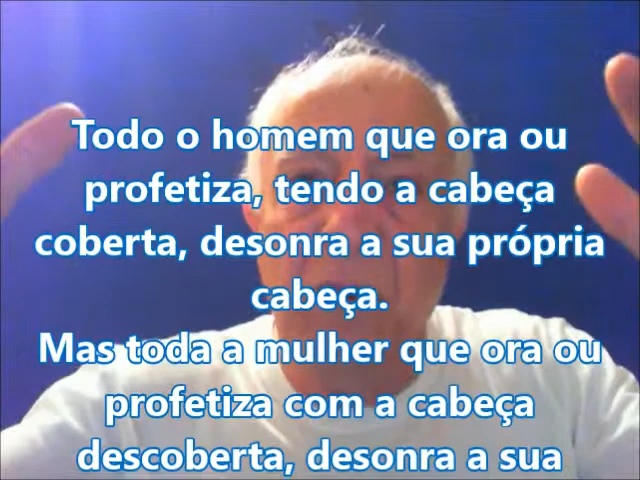 Todo o homem que ora ou
profetiza, tendo a cabeça
coberta, desonra a sua própria
cabeça.
Mas toda a mulher que ora ou
profetiza com a cabeça
descoberta, desonra a sua